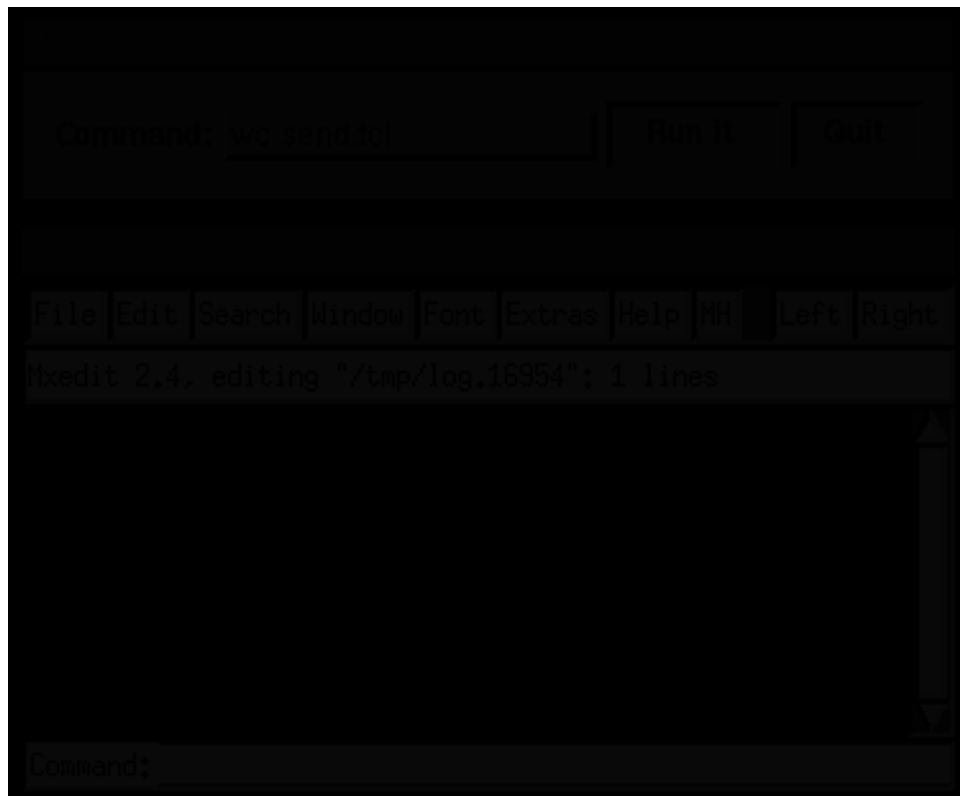 Command: wc send.tcl Run it Quit
File Edit Search Window Font Extras Help MH Left Right
Mxedit 2.4, editing "/tmp/log.16954": 1 lines
Command: